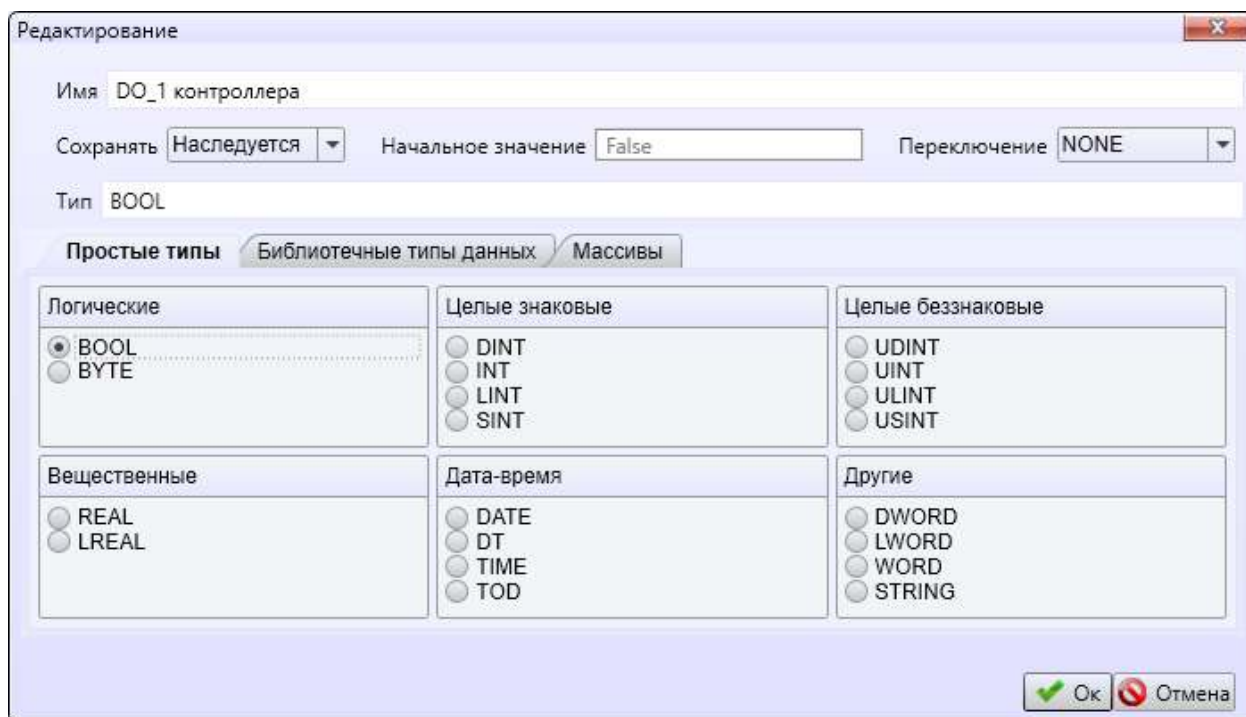 Редактирование
Имя DO_1 контроллера
Сохранять Наследуется Начальное значение False Переключение NONE
Тип BOOL
Простые типы Библиотечные типы данных Массивы
Логические Целые знаковые Целые беззнаковые
BOOL DINT UDINT
BYTE INT UINT
LINT ULINT
SINT USINT
Вещественные Дата-время Другие
REAL DATE DWORD
LREAL DT LWORD
TIME WORD
TOD STRING
Ок Отмена